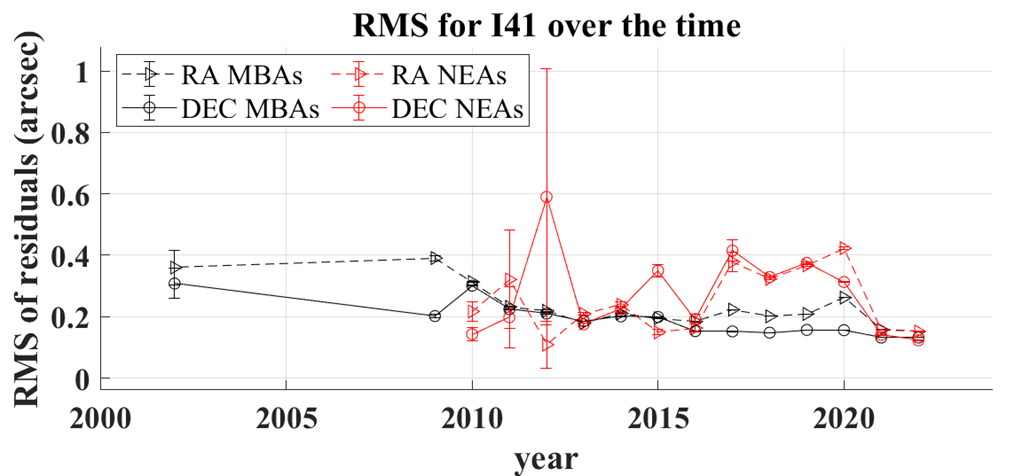 RMS for I41 over the time
RMS of residuals (arcsec)
1
0.8
0.6
0.4
0.2
0
RA MBAs
RA NEAs
DEC MBAs
DEC NEAs
2000
2005
2010
2015
2020
year